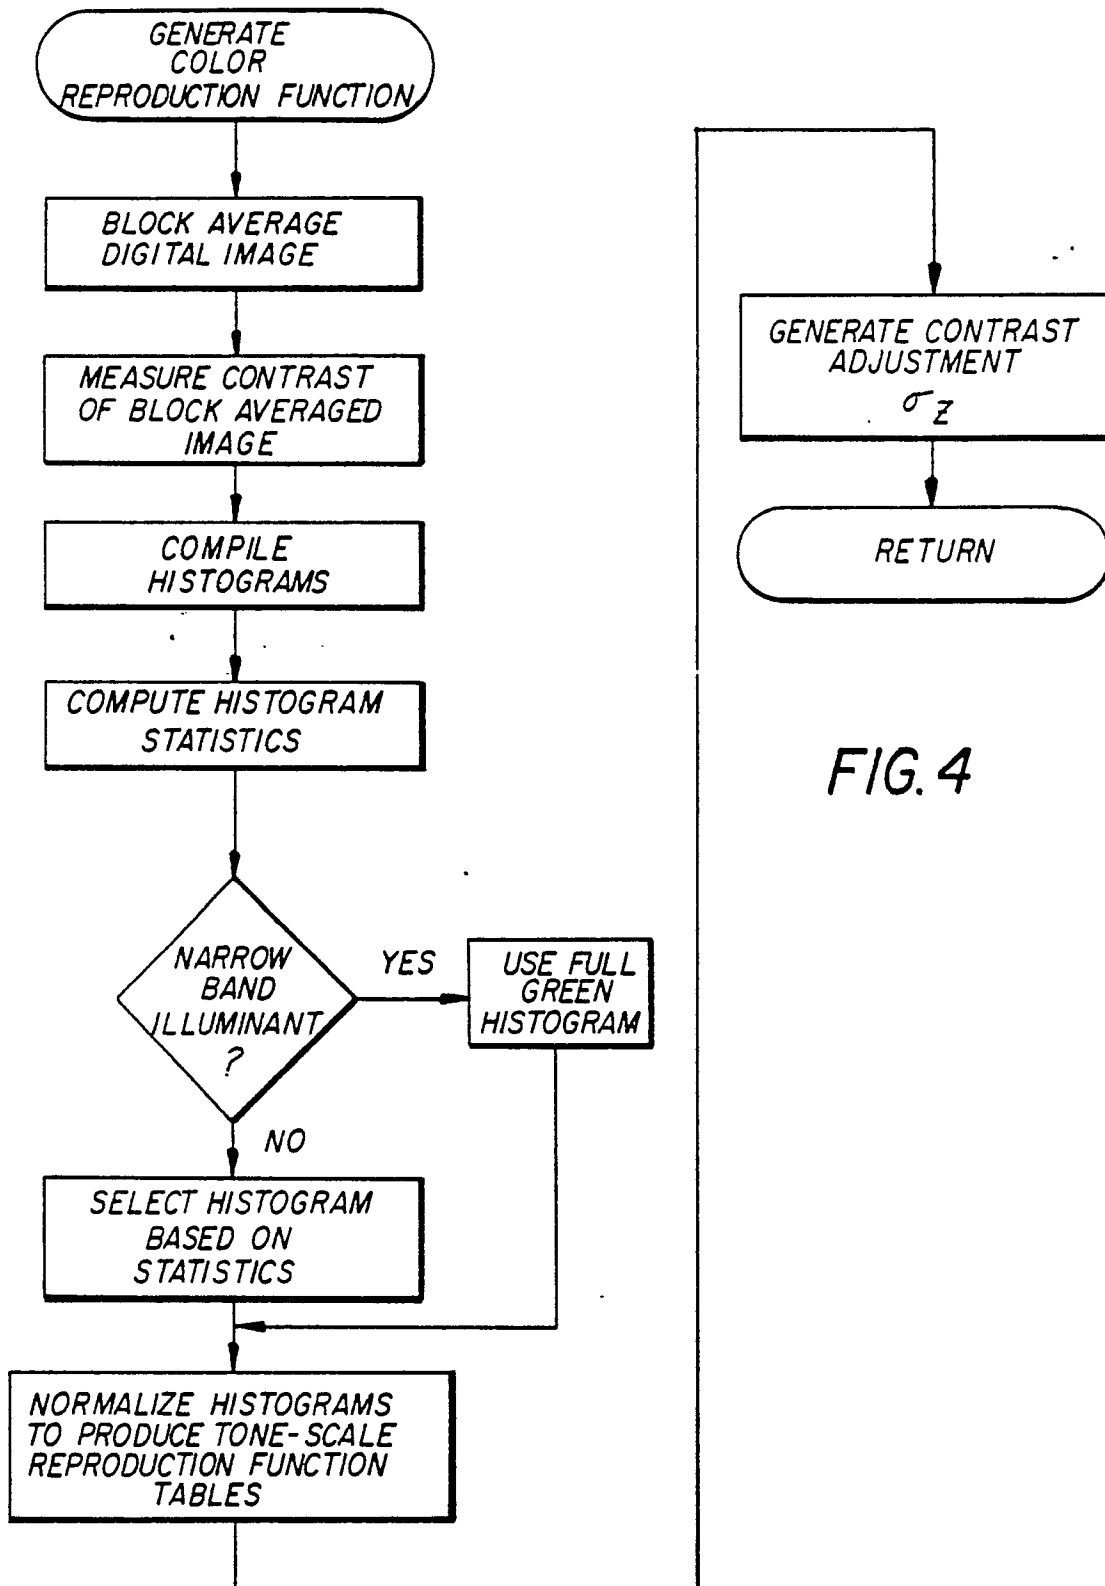 GENERATE
COLOR
REPRODUCTION FUNCTION
BLOCK AVERAGE
DIGITAL IMAGE
MEASURE CONTRAST
OF BLOCK AVERAGED
IMAGE
COMPILE
HISTOGRAMS
COMPUTE HISTOGRAM
STATISTICS
NARROW
BAND
ILLUMINANT
?
YES
USE FULL
GREEN
HISTOGRAM
NO
SELECT HISTOGRAM
BASED ON
STATISTICS
NORMALIZE HISTOGRAMS
TO PRODUCE TONE-SCALE
REPRODUCTION FUNCTION
TABLES
GENERATE CONTRAST
ADJUSTMENT
σZ
RETURN
FIG. 4